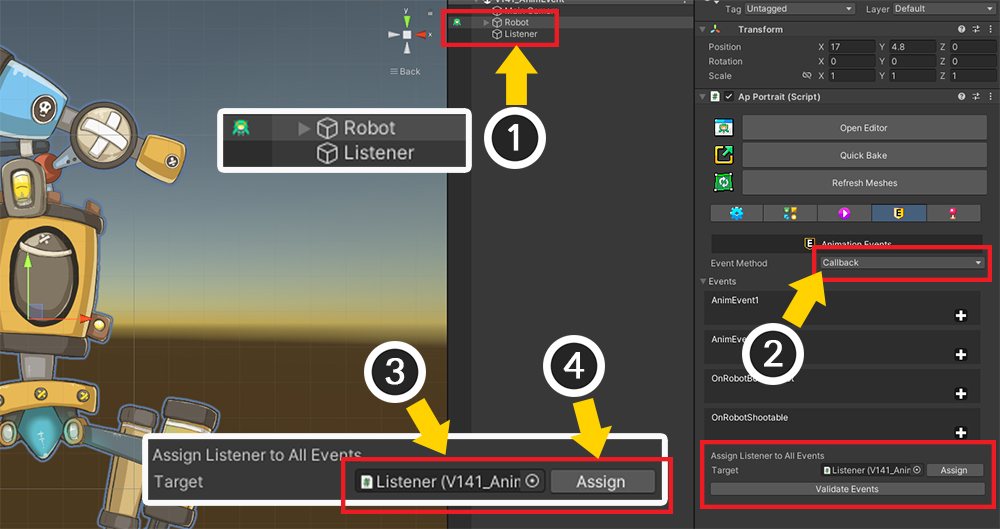 V141_AnimEvent
Main Camera
Robot
Listener
y
x
Back
1
Robot
Listener
Tag Untagged Layer Default
Transform
Position X 17 Y 4.8 Z 0
Rotation X 0 Y 0 Z 0
Scale X 1 Y 1 Z 1
# Ap Portrait (Script)
Open Editor
Quick Bake
Refresh Meshes
E
E Animation Events
Event Method Callback
Events
AnimEvent1
2
OnRobotShootable
3
4
Assign Listener to All Events
Target # Listener (V141_Anin Assign
Assign Listener to All Events
Target # Listener (V141_Anin Assign
Validate Events